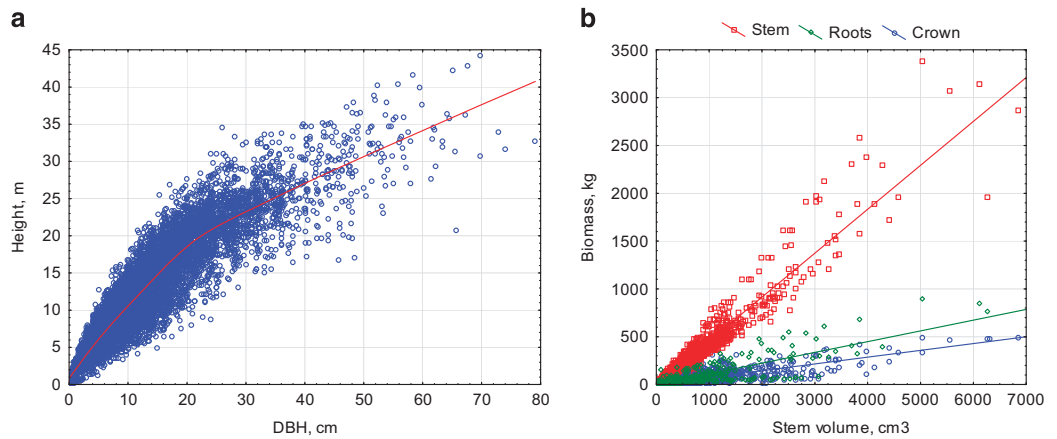 a
45
40
35
30
25
20
15
10
5
0
Height, m
0 10 20 30 40 50 60 70 80
DBH, cm
b
Stem Roots Crown
3500
3000
2500
2000
1500
1000
500
0
Biomass, kg
0 1000 2000 3000 4000 5000 6000 7000
Stem volume, cm3